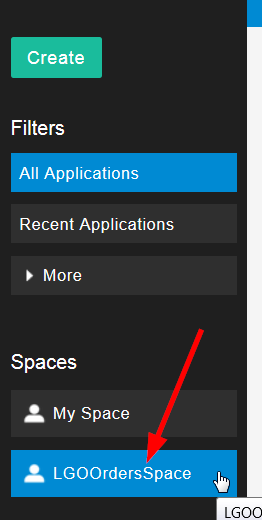 Create
Filters
All Applications
Recent Applications
More
Spaces
My Space
LGOOrdersSpace
LGOO